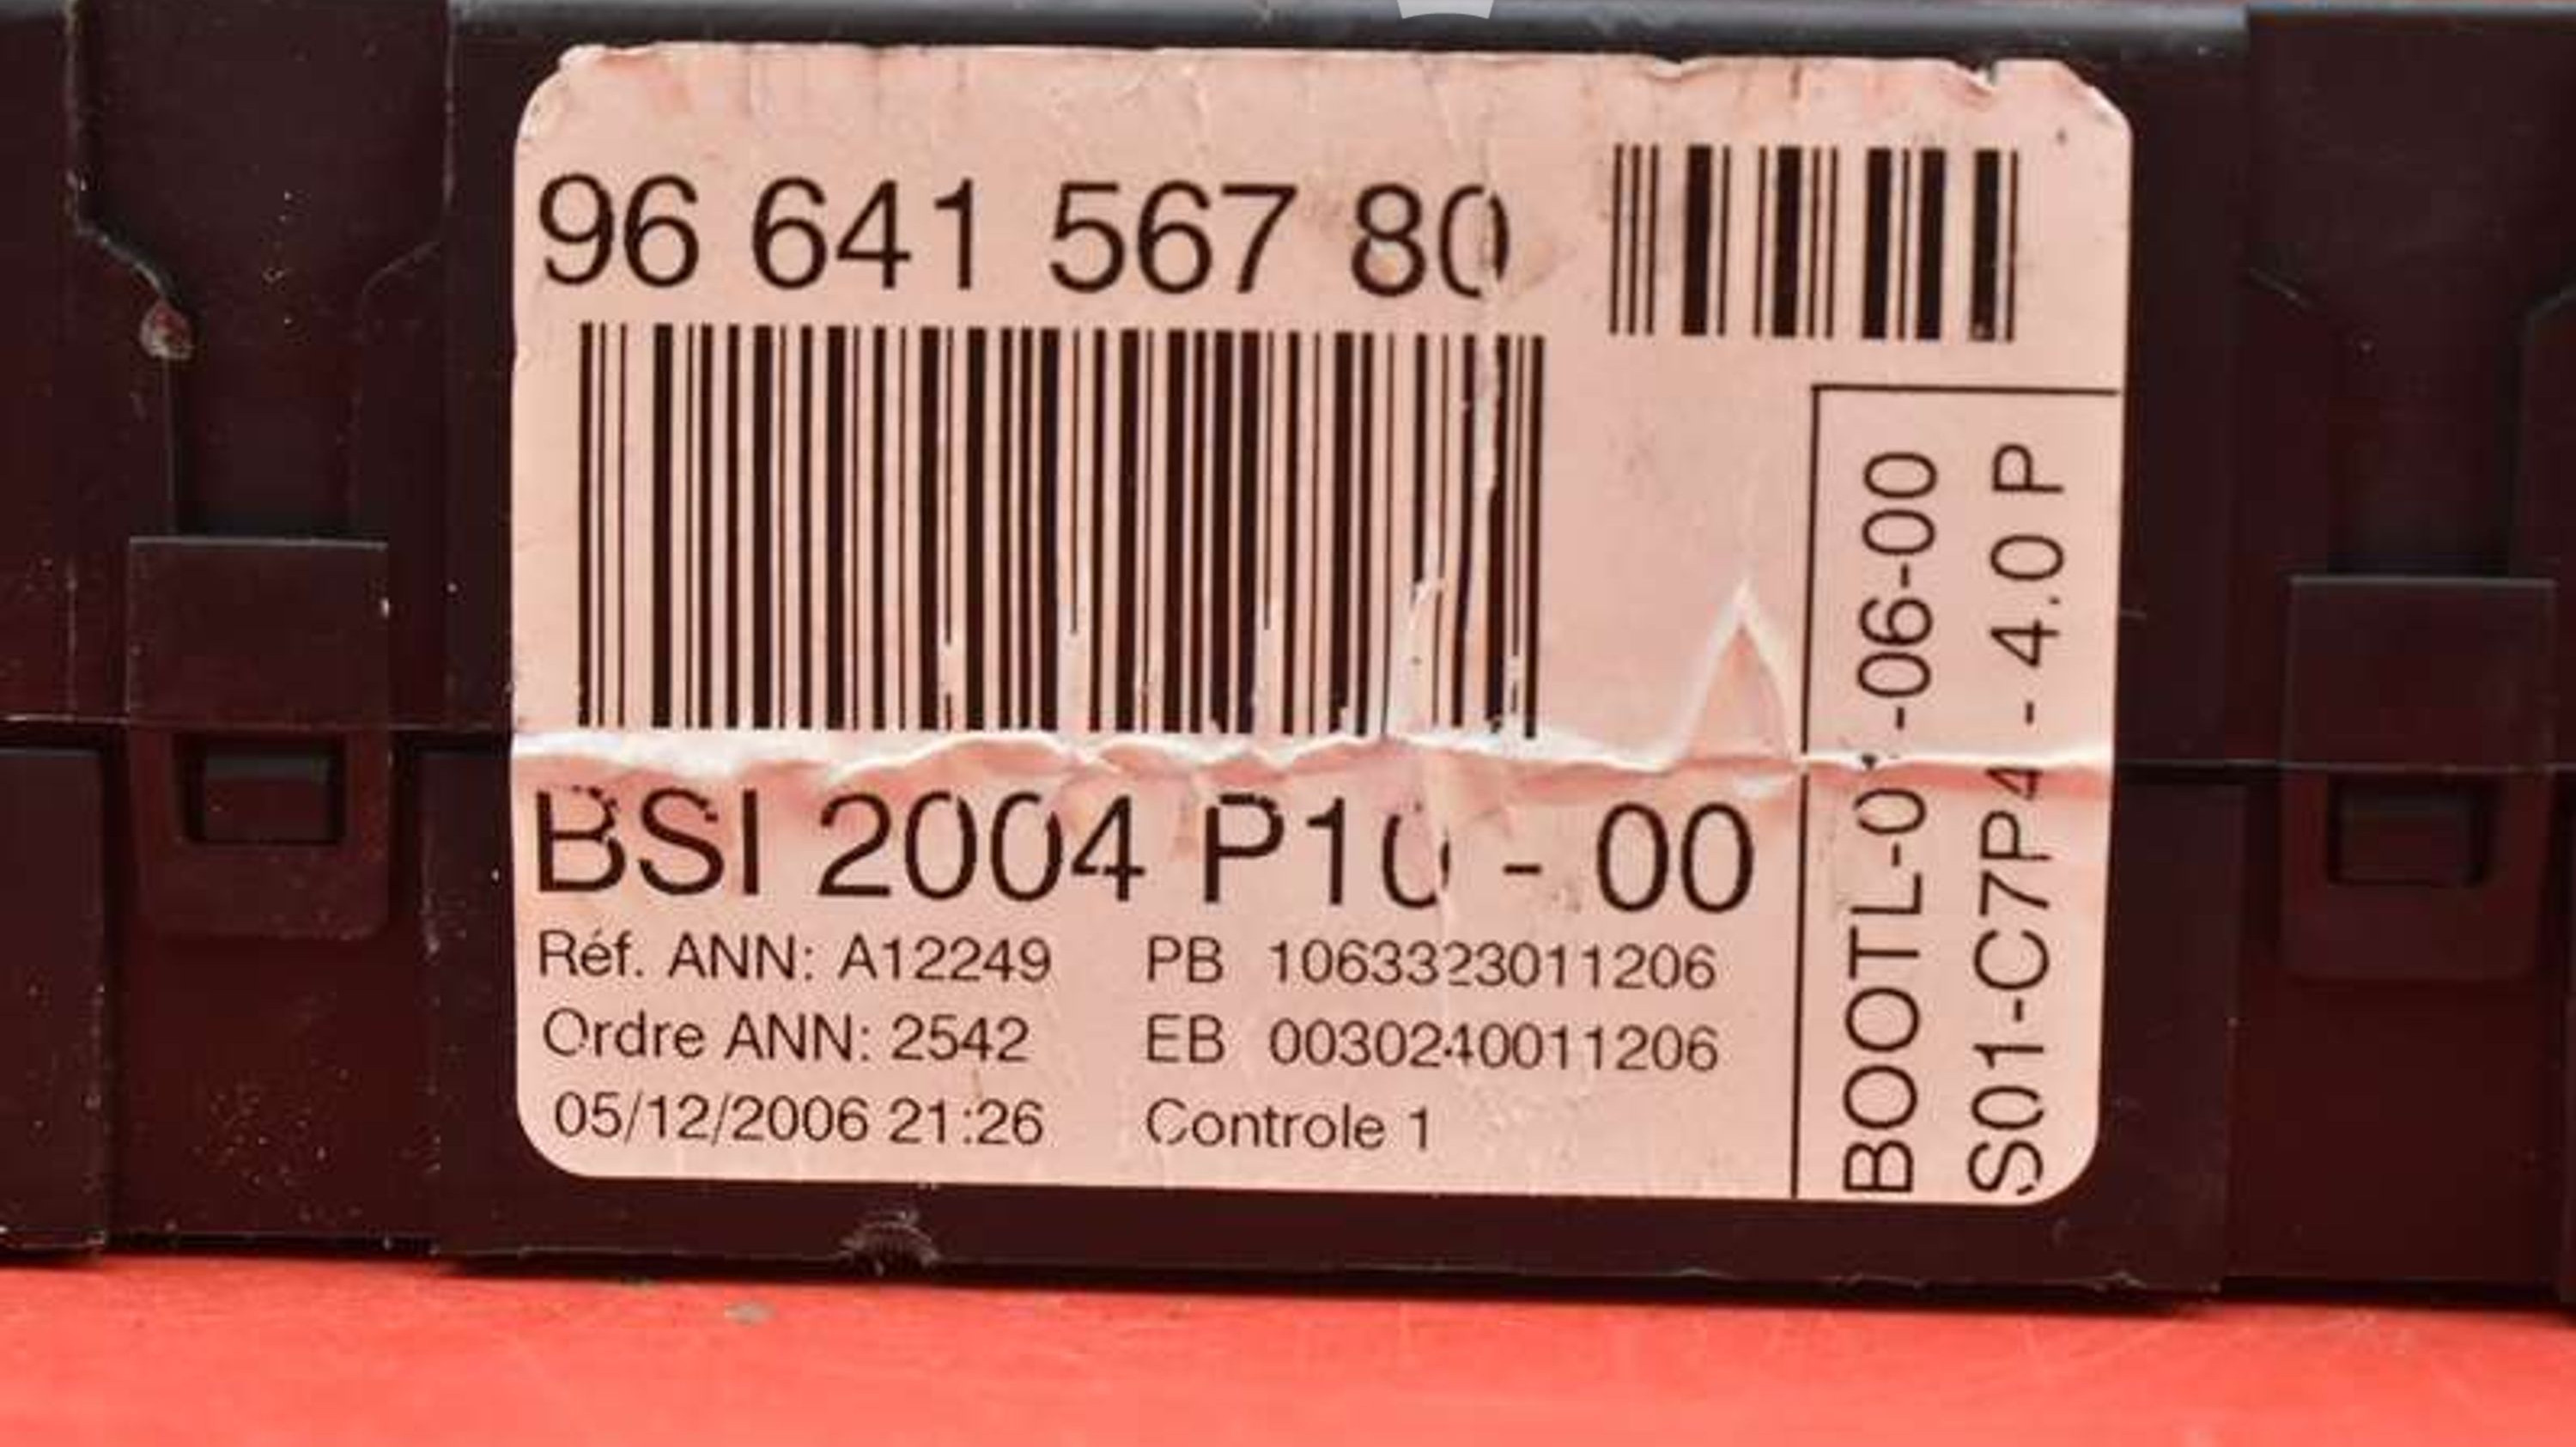 96 641 567 80
BSI 2004 P10 - 00
Réf. ANN: A12249
PB 1063323011206
Ordre ANN: 2542
EB 0030240011206
05/12/2006 21:26
Controle 1
S01-C7P4 - 4.0 P